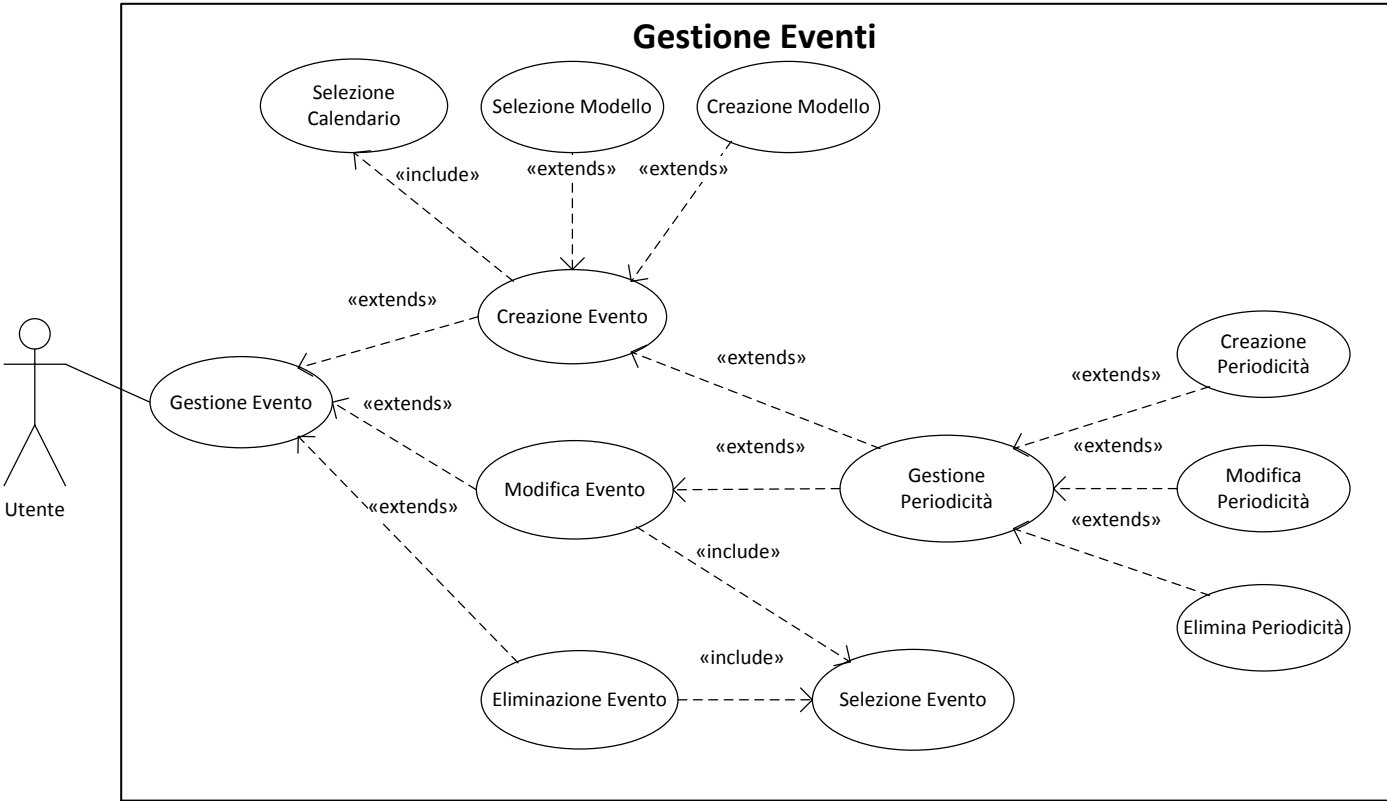 Gestione Eventi
Selezione
Calendario
Selezione Modello
Creazione Modello
«include»
«extends»
«extends»
«extends»
Creazione Evento
«extends»
Creazione
Periodicità
«extends»
Gestione Evento
«extends»
«extends»
«extends»
Modifica Evento
Gestione
Periodicità
Modifica
Periodicità
Utente
«extends»
«extends»
«include»
Elimina Periodicità
«include»
Eliminazione Evento
Selezione Evento